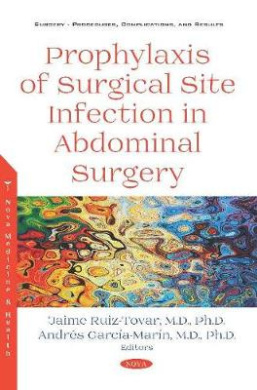 Surgery - Procedures, Complications, and Results
Prophylaxis
of Surgical Site
Infection in
Abdominal
Surgery
Nova Medicine & Health
Jaime Ruiz-Tovar, M.D., Ph.D.
Andrés García-Marín, M.D., Ph.D.
Editors
NOVA